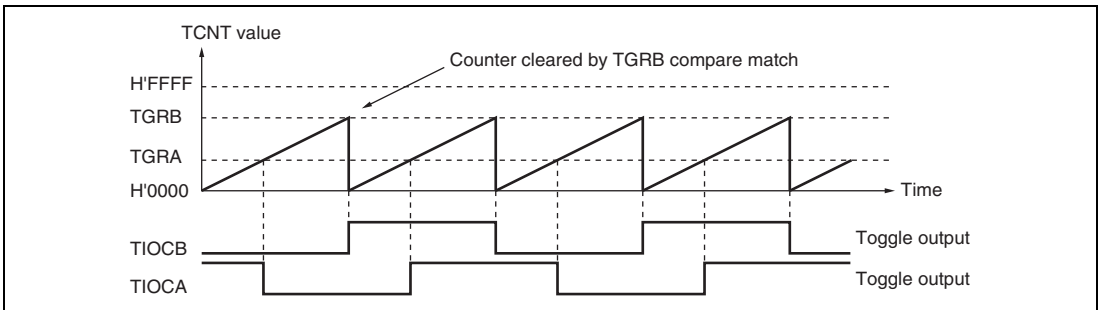 TCNT value
Counter cleared by TGRB compare match
H'FFFF
TGRB
TGRA
H'0000
Time
TIOCB
Toggle output
TIOCA
Toggle output